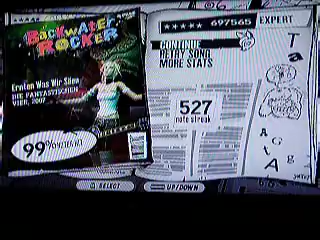 BACKWATER
ROCKER
Ernten Was Wir Säen
DIE FANTASTISCHEN
VIER, 2007
99%
697565
EXPERT
CONTINUE
RETRY SONG
MORE STATS
527
note streak
SELECT
UP/DOWN